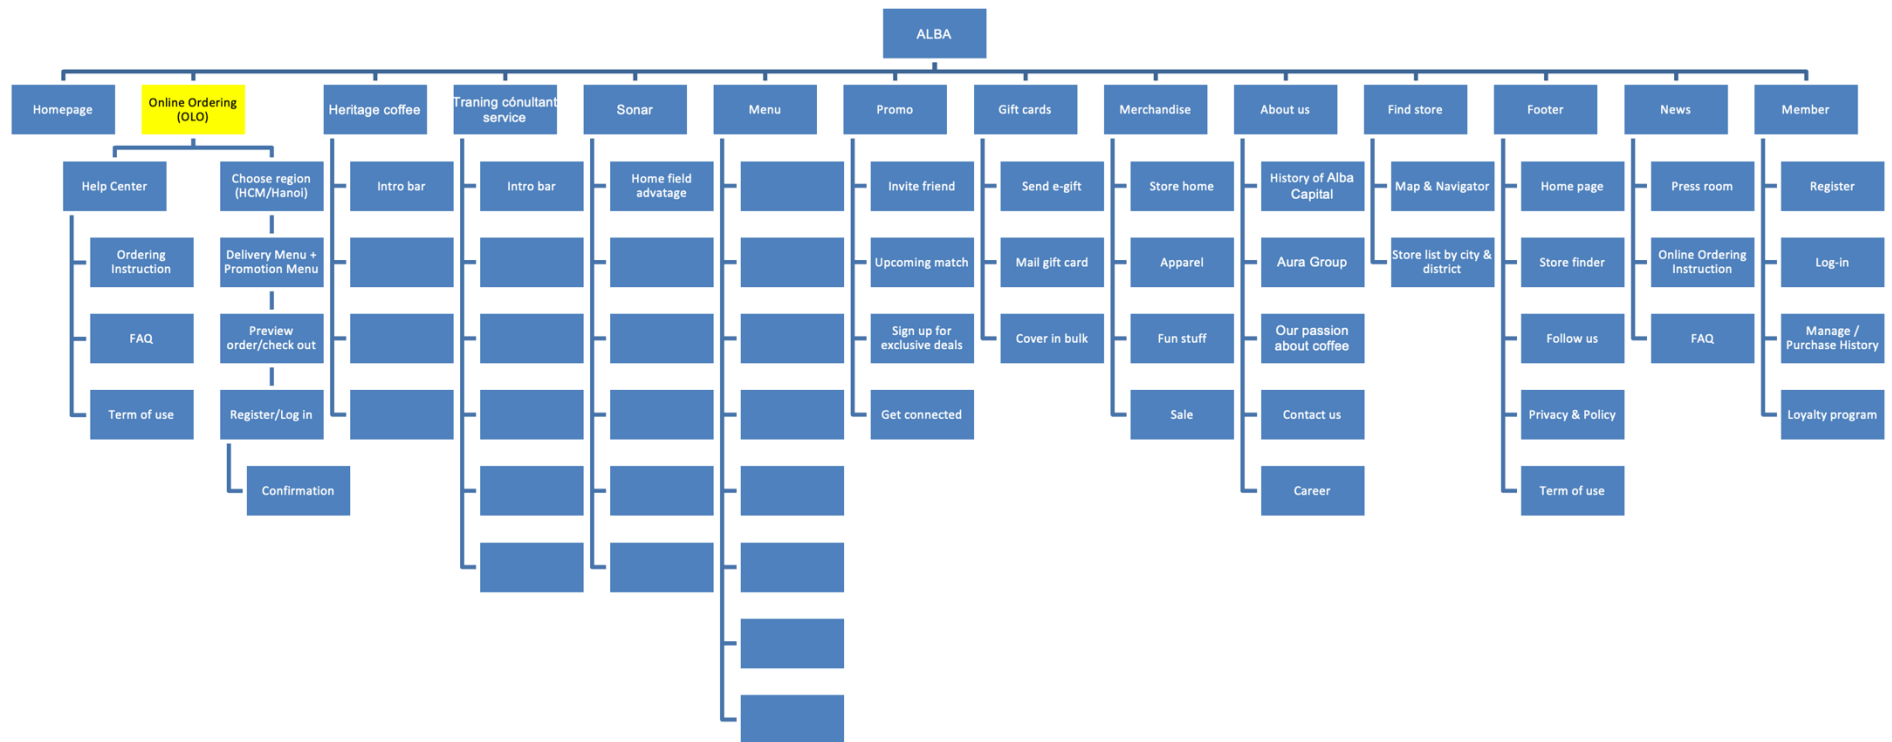 ALBA
Homepage
Online Ordering
(OLO)
Heritage coffee
Traning cónultant
service
Sonar
Menu
Promo
Gift cards
Merchandise
About us
Find store
Footer
News
Member
Help Center
Choose region
(HCM/Hanoi)
Intro bar
Intro bar
Home field
advatage
Invite friend
Send e-gift
Store home
History of Alba
Capital
Map & Navigator
Home page
Press room
Register
Ordering
Instruction
Delivery Menu +
Promotion Menu
Upcoming match
Mail gift card
Apparel
Aura Group
Store list by city &
district
Store finder
Online Ordering
Instruction
Log-in
FAQ
Preview
order/check out
Sign up for
exclusive deals
Cover in bulk
Fun stuff
Our passion
about coffee
Follow us
FAQ
Manage /
Purchase History
Term of use
Register/Log in
Get connected
Sale
Contact us
Privacy & Policy
Loyalty program
Confirmation
Career
Term of use